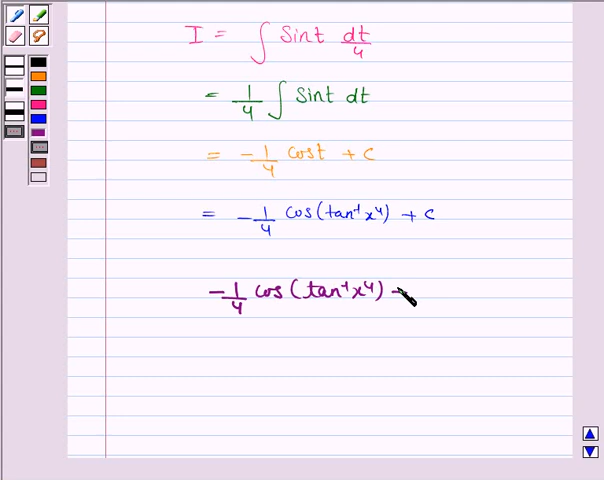 I = ∫ Sint dt/4
= 1/4 ∫ Sint dt
= -1/4 cost + c
= -1/4 cos(tan⁻¹x⁴) + c
-1/4 cos(tan⁻¹x⁴) -